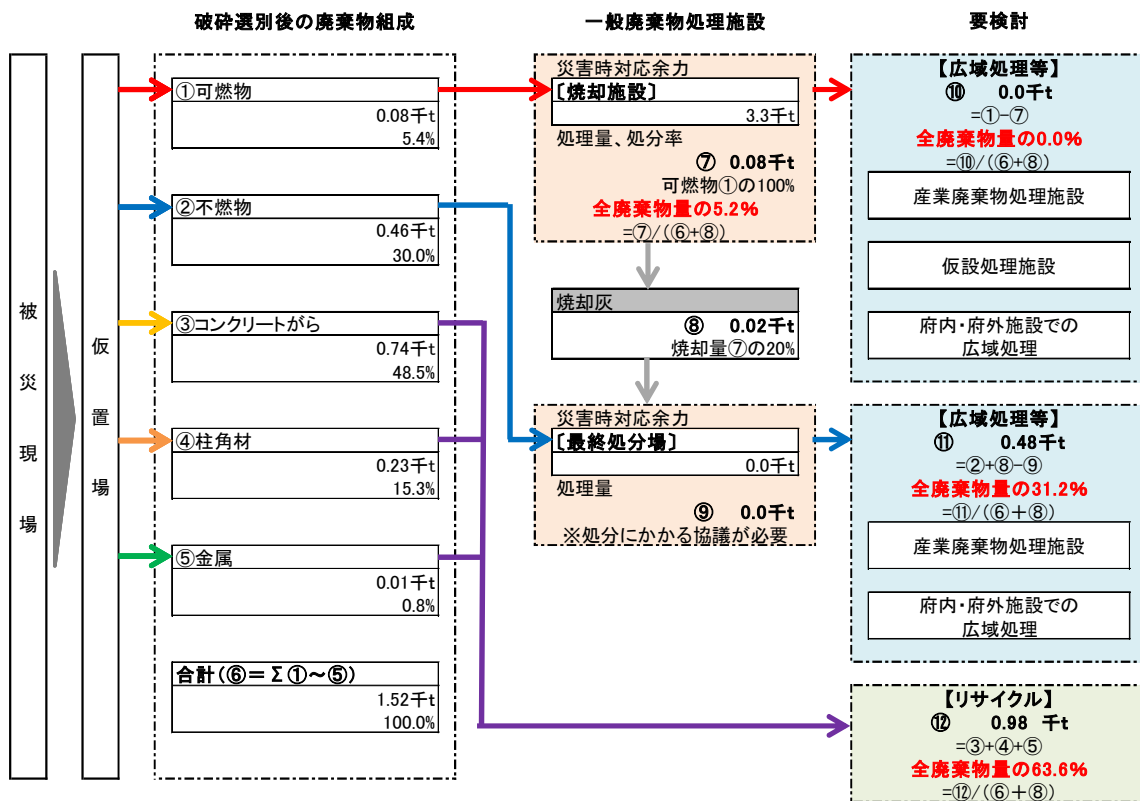 破砕選別後の廃棄物組成
一般廃棄物処理施設
要検討
被災現場
仮置場
①可燃物
0.08千t
5.4%
②不燃物
0.46千t
30.0%
③コンクリートがら
0.74千t
48.5%
④柱角材
0.23千t
15.3%
⑤金属
0.01千t
0.8%
合計(⑥=Σ①～⑤)
1.52千t
100.0%
災害時対応余力
〔焼却施設〕
3.3千t
処理量、処分率
⑦ 0.08千t
可燃物①の100%
全廃棄物量の5.2%
=⑦/(⑥+⑧)
焼却灰
⑧ 0.02千t
焼却量⑦の20%
災害時対応余力
〔最終処分場〕
0.0千t
処理量
⑨ 0.0千t
※処分にかかる協議が必要
【広域処理等】
⑩ 0.0千t
=①-⑦
全廃棄物量の0.0%
=⑩/(⑥+⑧)
産業廃棄物処理施設
仮設処理施設
府内・府外施設での
広域処理
【広域処理等】
⑪ 0.48千t
=②+⑧-⑨
全廃棄物量の31.2%
=⑪/(⑥＋⑧)
産業廃棄物処理施設
府内・府外施設での
広域処理
【リサイクル】
⑫ 0.98 千t
=③+④+⑤
全廃棄物量の63.6%
=⑫/(⑥＋⑧)